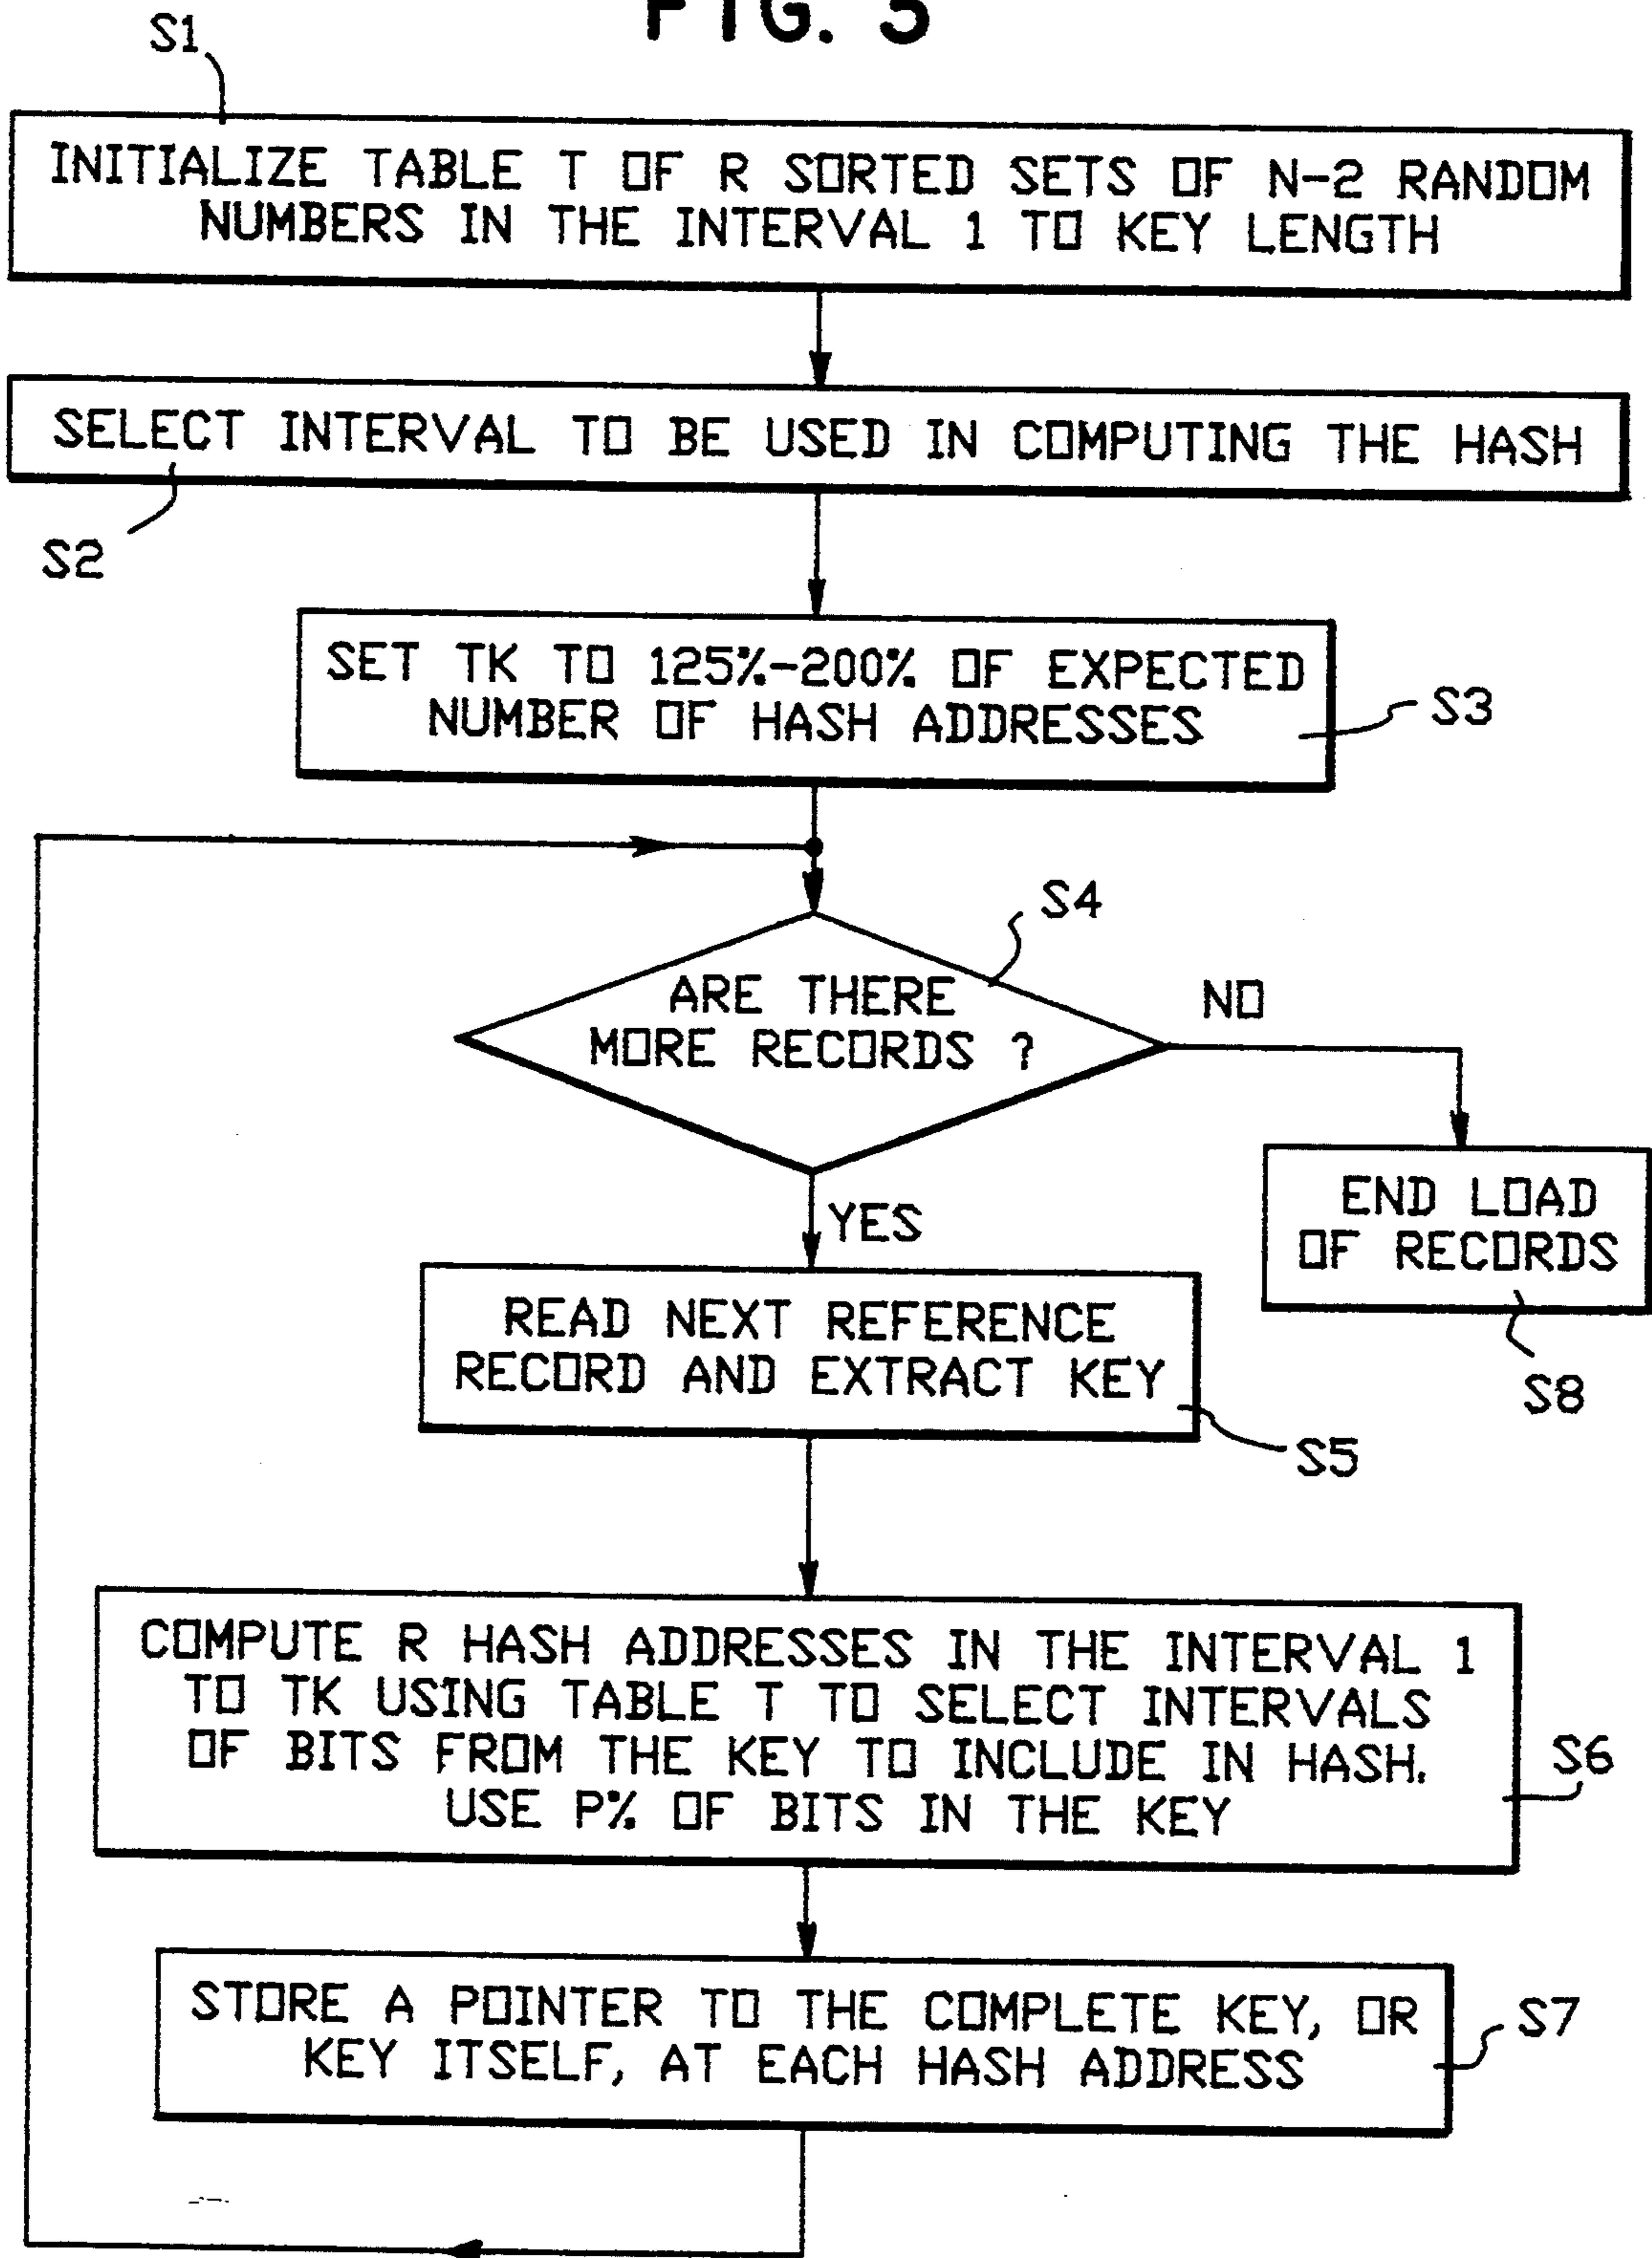 FIG. 3
S1
INITIALIZE TABLE T OF R SORTED SETS OF N-2 RANDOM
NUMBERS IN THE INTERVAL 1 TO KEY LENGTH
SELECT INTERVAL TO BE USED IN COMPUTING THE HASH
S2
SET TK TO 125%-200% OF EXPECTED
NUMBER OF HASH ADDRESSES
S3
S4
ARE THERE
MORE RECORDS ?
NO
YES
END LOAD
OF RECORDS
S8
READ NEXT REFERENCE
RECORD AND EXTRACT KEY
S5
COMPUTE R HASH ADDRESSES IN THE INTERVAL 1
TO TK USING TABLE T TO SELECT INTERVALS
OF BITS FROM THE KEY TO INCLUDE IN HASH.
USE P% OF BITS IN THE KEY
S6
STORE A POINTER TO THE COMPLETE KEY, OR
KEY ITSELF, AT EACH HASH ADDRESS
S7